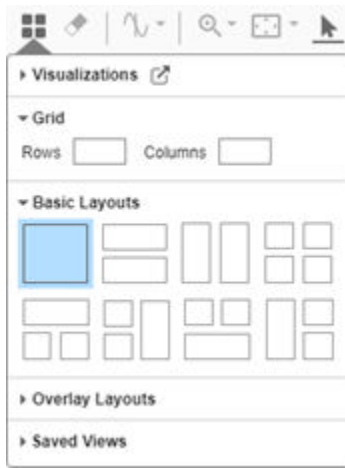 Visualizations
Grid
Rows Columns
Basic Layouts
Overlay Layouts
Saved Views